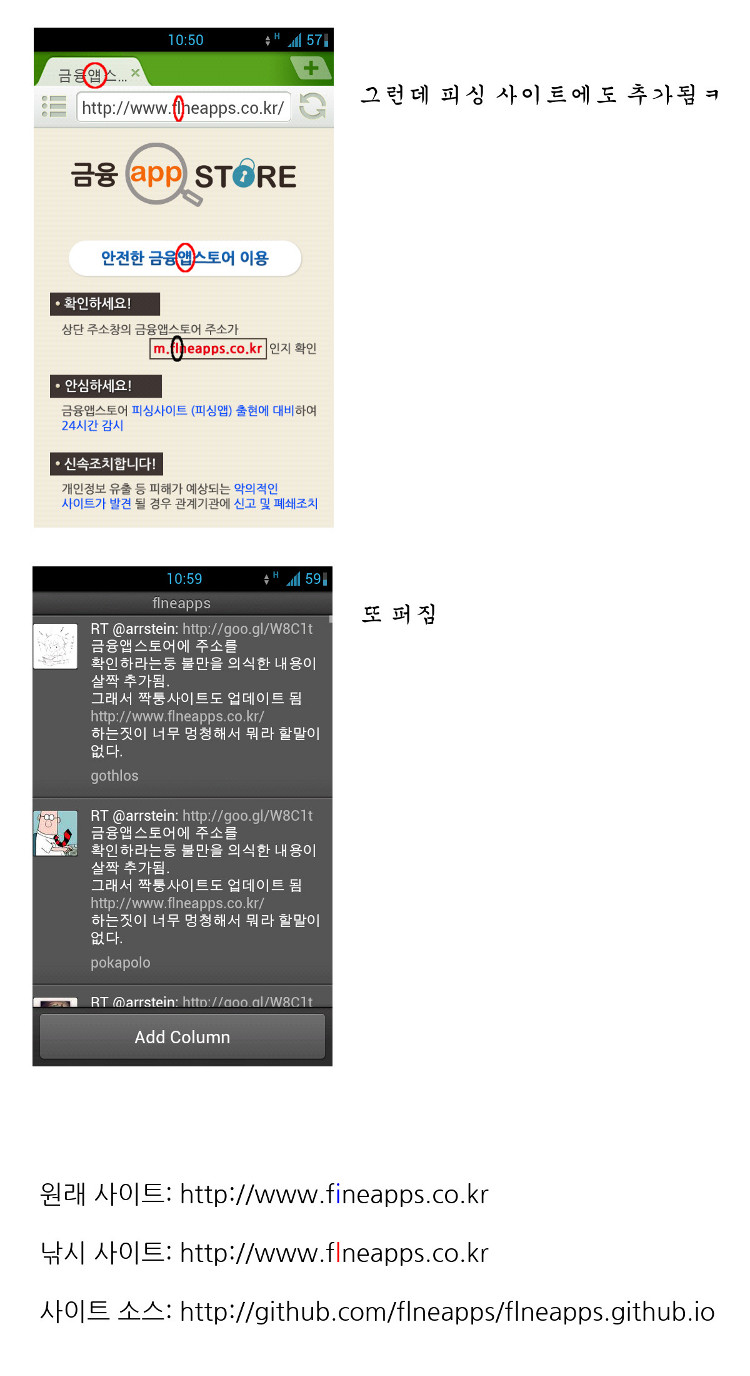 10:50 H 57
금융얩스...
http://www.flneapps.co.kr/
그런데 피싱 사이트에도 추가됨ㅋ
금융 app STORE
안전한 금융앱스토어 이용
• 확인하세요!
상단 주소창의 금융앱스토어 주소가
m.flneapps.co.kr 인지 확인
• 안심하세요!
금융앱스토어 피싱사이트 (피싱앱) 출현에 대비하여
24시간 감시
• 신속조치합니다!
개인정보 유출 등 피해가 예상되는 악의적인
사이트가 발견 될 경우 관계기관에 신고 및 폐쇄조치
10:59 H 59
flneapps
또 퍼짐
RT @arrstein: http://goo.gl/W8C1t
금융앱스토어에 주소를
확인하라는둥 불만을 의식한 내용이
살짝 추가됨.
그래서 짝퉁사이트도 업데이트 됨
http://www.flneapps.co.kr/
하는짓이 너무 멍청해서 뭐라 할말이
없다.
gothlos
RT @arrstein: http://goo.gl/W8C1t
금융앱스토어에 주소를
확인하라는둥 불만을 의식한 내용이
살짝 추가됨.
그래서 짝퉁사이트도 업데이트 됨
http://www.flneapps.co.kr/
하는짓이 너무 멍청해서 뭐라 할말이
없다.
pokapolo
RT @arrstein: http://goo.gl/W8C1t
Add Column
원래 사이트: http://www.fineapps.co.kr
낚시 사이트: http://www.flneapps.co.kr
사이트 소스: http://github.com/flneapps/flneapps.github.io